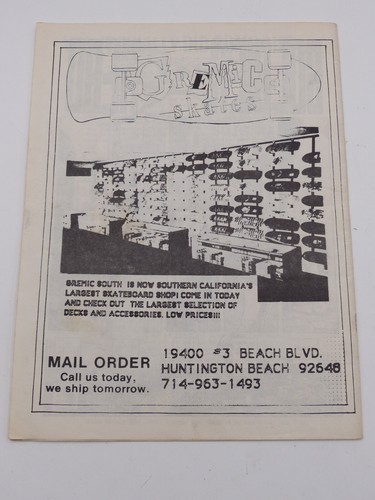 GREMIC
skates
GREMIC SOUTH IS NOW SOUTHERN CALIFORNIA'S
LARGEST SKATEBOARD SHOP! COME IN TODAY
AND CHECK OUT THE LARGEST SELECTION OF
DECKS AND ACCESSORIES. LOW PRICES!!!
MAIL ORDER
Call us today,
we ship tomorrow.
19400 #3 BEACH BLVD.
HUNTINGTON BEACH 92648
714-963-1493